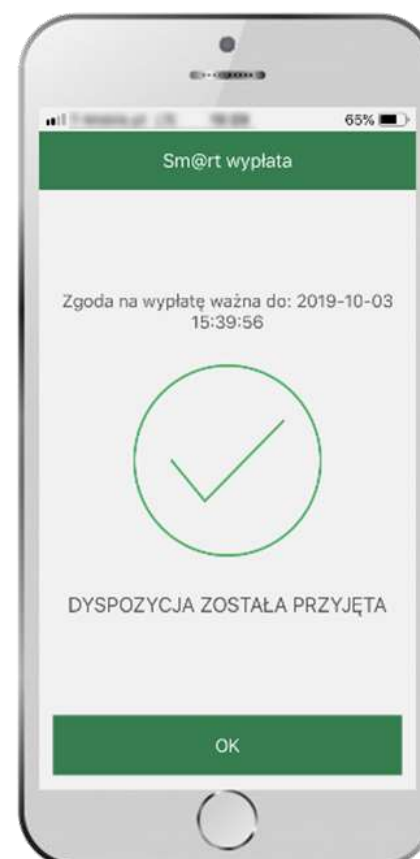 65%
Sm@rt wypłata
Zgoda na wypłatę ważna do: 2019-10-03
15:39:56
DYSPOZYCJA ZOSTAŁA PRZYJĘTA
OK